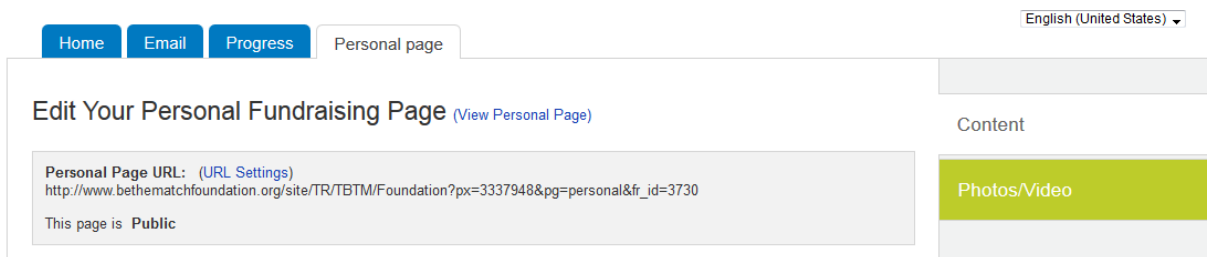 English (United States)
Home Email Progress Personal page
Edit Your Personal Fundraising Page (View Personal Page)
Content
Personal Page URL: (URL Settings)
http://www.bethematchfoundation.org/site/TR/TBTM/Foundation?px=3337948&pg=personal&fr_id=3730
Photos/Video
This page is Public